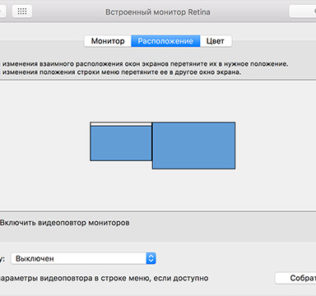 Встроенный монитор Retina
Монитор Расположение Цвет
изменения взаимного расположения окон экранов перетяните их в нужное положение.
изменения положения строки меню перетяните ее в другое окно экрана.
Включить видеоповтор мониторов
у: Выключен
параметры видеоповтора в строке меню, если доступно
Собрат